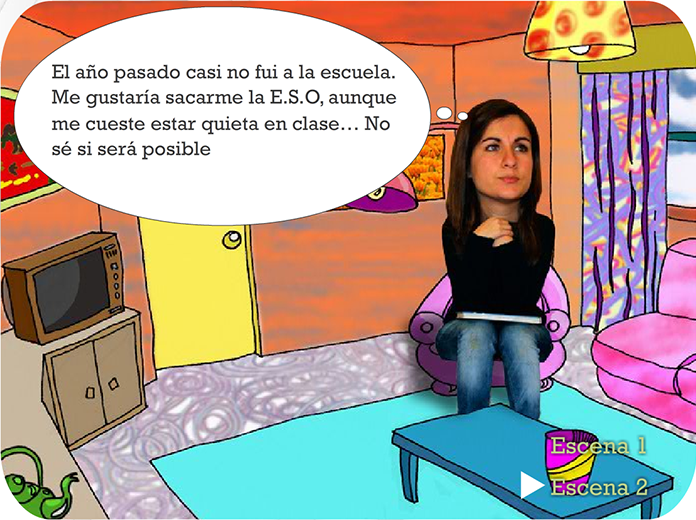 El año pasado casi no fui a la escuela.
Me gustaría sacarme la E.S.O, aunque
me cueste estar quieta en clase... No
sé si será posible
Escena 1
Escena 2